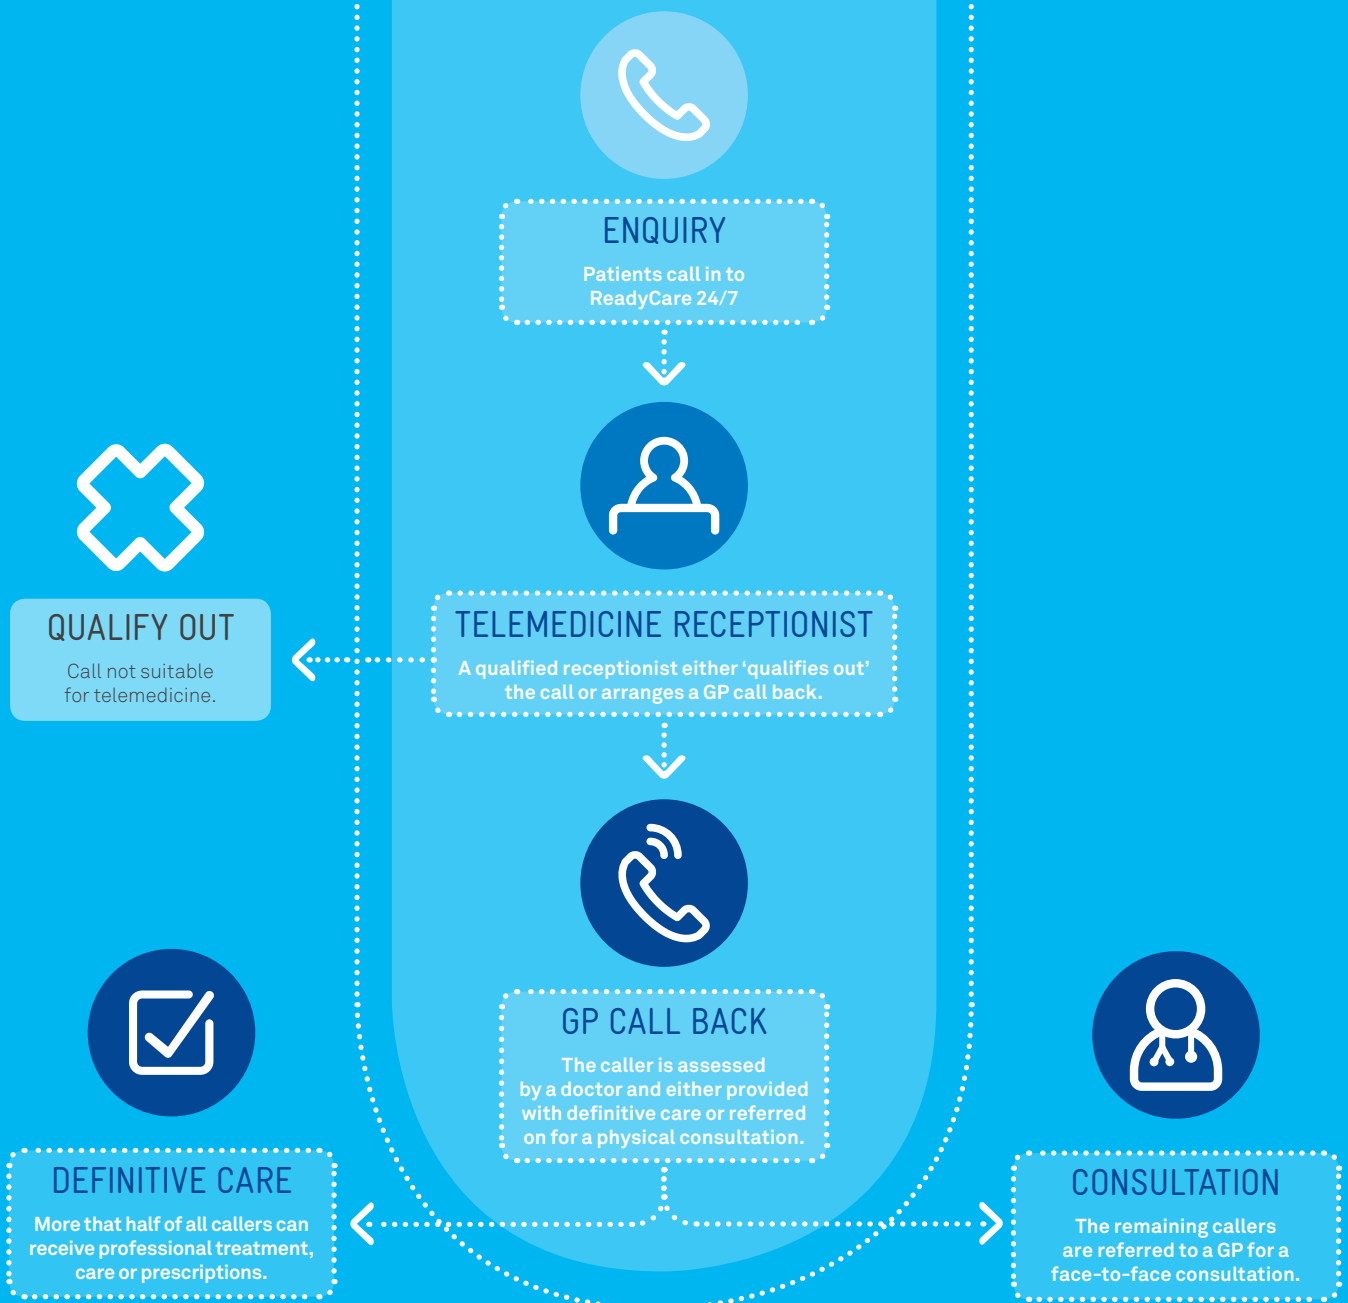 ENQUIRY
Patients call in to
ReadyCare 24/7
TELEMEDICINE RECEPTIONIST
A qualified receptionist either ‘qualifies out’
the call or arranges a GP call back.
QUALIFY OUT
Call not suitable
for telemedicine.
GP CALL BACK
The caller is assessed
by a doctor and either provided
with definitive care or referred
on for a physical consultation.
DEFINITIVE CARE
More that half of all callers can
receive professional treatment,
care or prescriptions.
CONSULTATION
The remaining callers
are referred to a GP for a
face-to-face consultation.